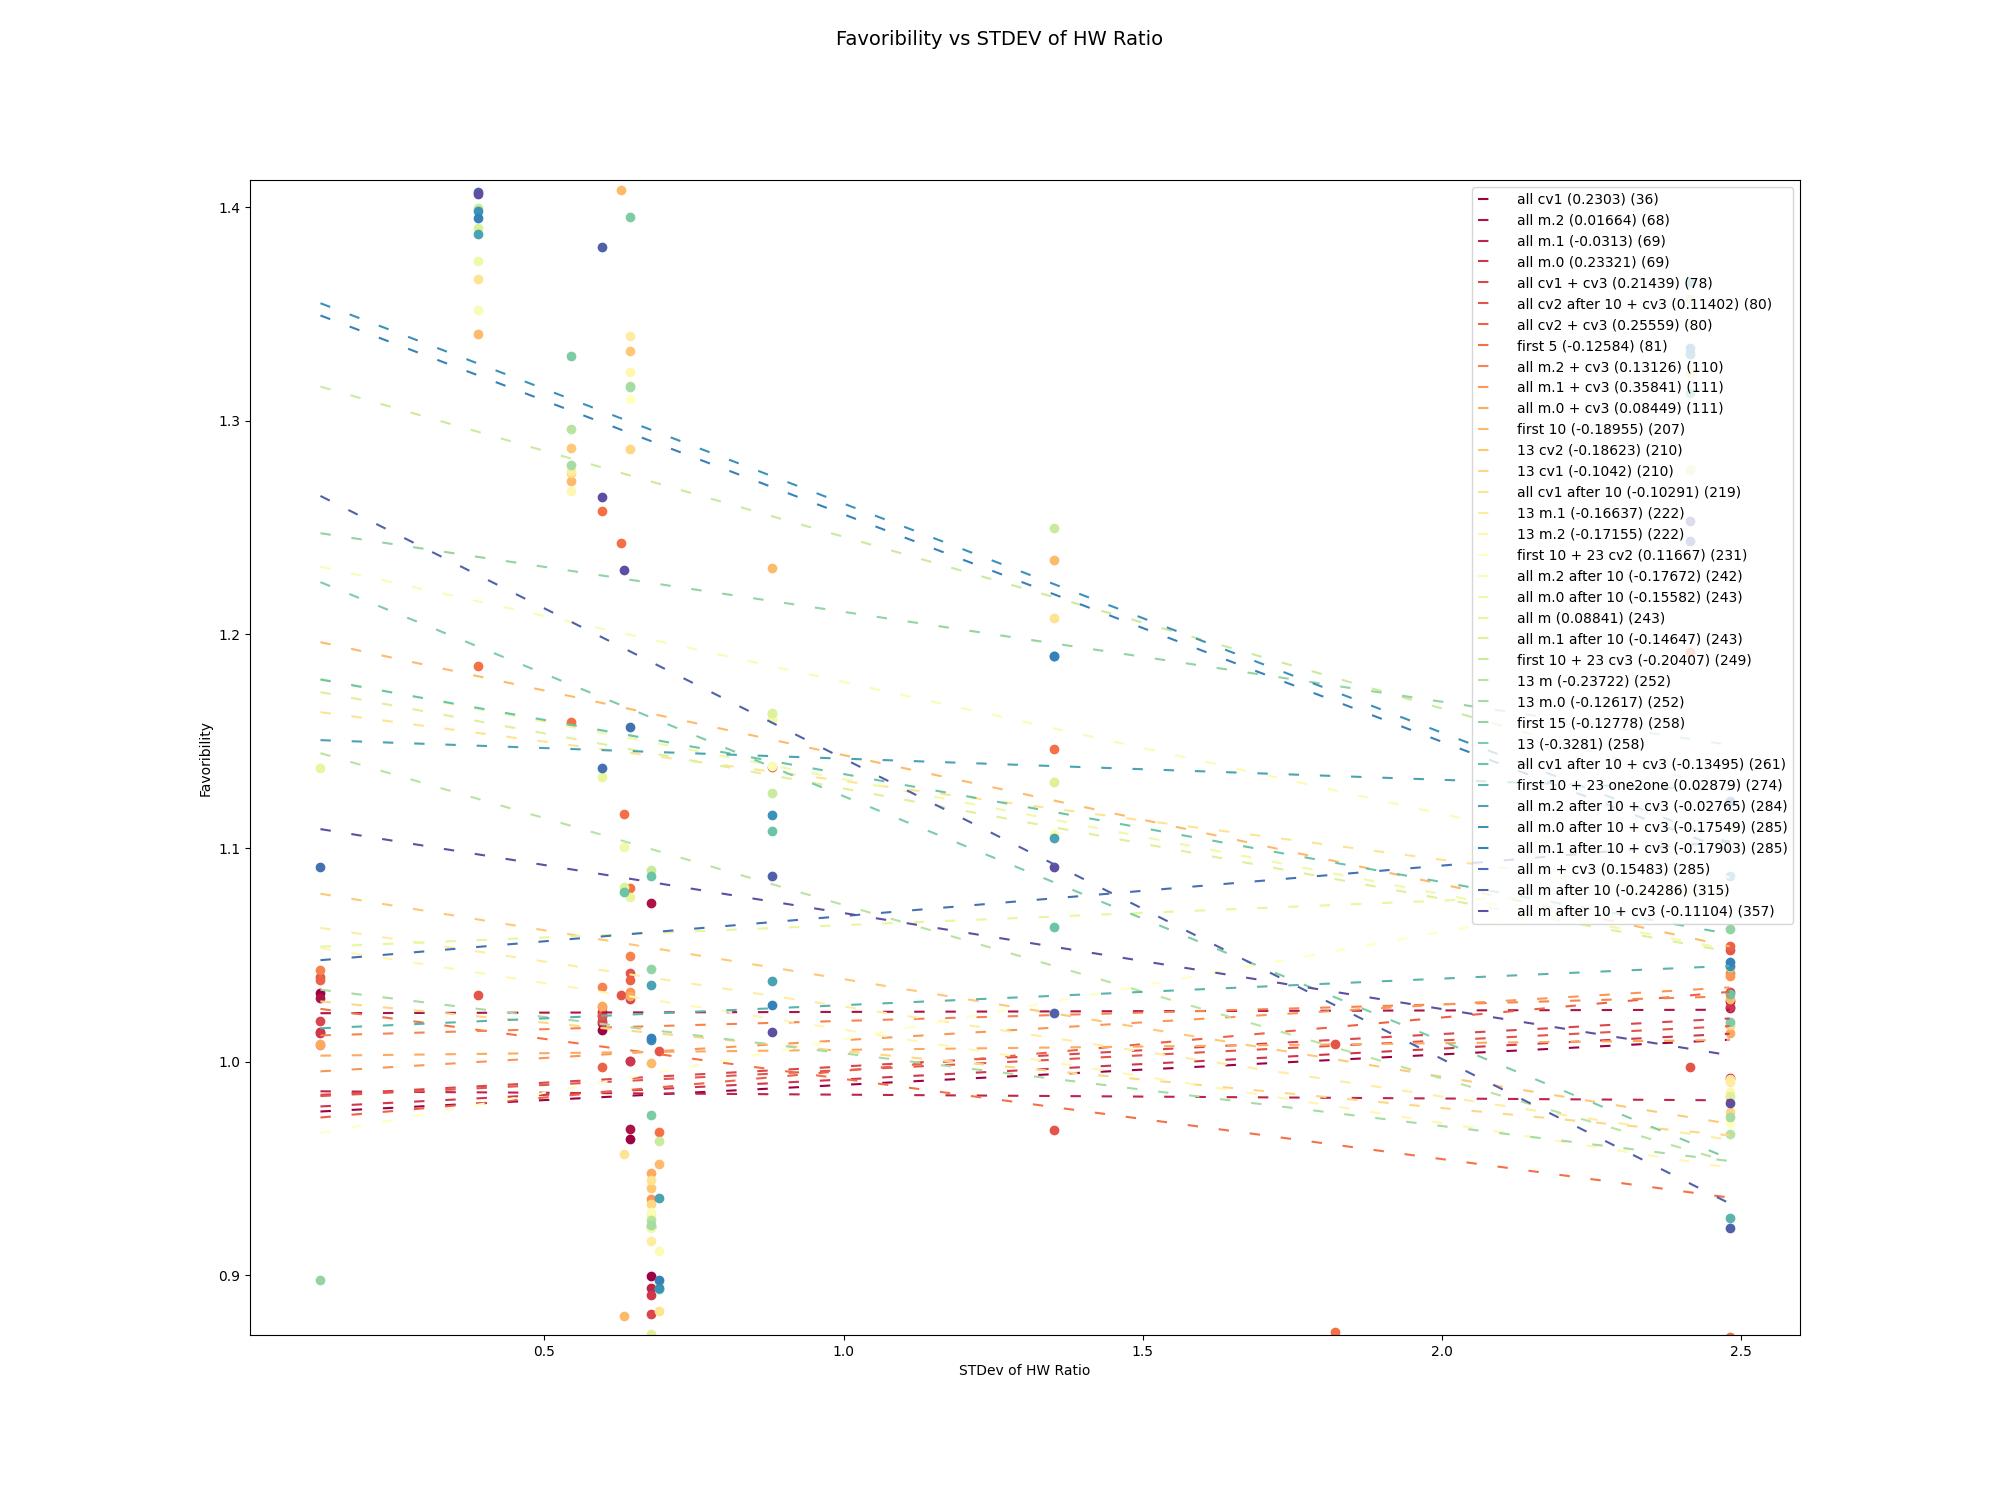 Favoribility vs STDEV of HW Ratio
all cv1 (0.2303) (36)
all m.2 (0.01664) (68)
all m.1 (-0.0313) (69)
all m.0 (0.23321) (69)
all cv1 + cv3 (0.21439) (78)
all cv2 after 10 + cv3 (0.11402) (80)
all cv2 + cv3 (0.25559) (80)
first 5 (-0.12584) (81)
all m.2 + cv3 (0.13126) (110)
all m.1 + cv3 (0.35841) (111)
all m.0 + cv3 (0.08449) (111)
first 10 (-0.18955) (207)
13 cv2 (-0.18623) (210)
13 cv1 (-0.1042) (210)
all cv1 after 10 (-0.10291) (219)
13 m.1 (-0.16637) (222)
13 m.2 (-0.17155) (222)
first 10 + 23 cv2 (0.11667) (231)
all m.2 after 10 (-0.17672) (242)
all m.0 after 10 (-0.15582) (243)
all m (0.08841) (243)
all m.1 after 10 (-0.14647) (243)
first 10 + 23 cv3 (-0.20407) (249)
13 m (-0.23722) (252)
13 m.0 (-0.12617) (252)
first 15 (-0.12778) (258)
13 (-0.3281) (258)
all cv1 after 10 + cv3 (-0.13495) (261)
first 10 + 23 one2one (0.02879) (274)
all m.2 after 10 + cv3 (-0.02765) (284)
all m.0 after 10 + cv3 (-0.17549) (285)
all m.1 after 10 + cv3 (-0.17903) (285)
all m + cv3 (0.15483) (285)
all m after 10 (-0.24286) (315)
all m after 10 + cv3 (-0.11104) (357)
Favoribility
1.4
1.3
1.2
1.1
1.0
0.9
0.5
1.0
1.5
2.0
2.5
STDev of HW Ratio